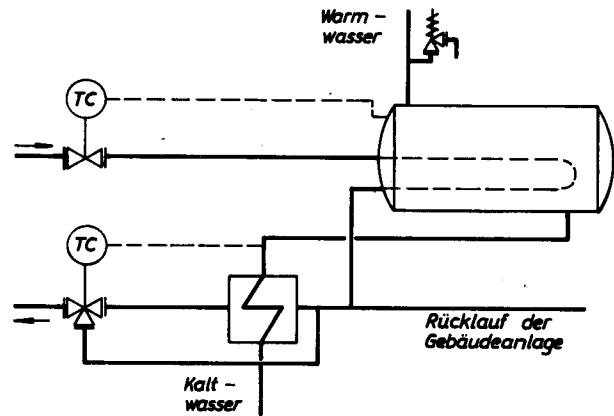 Warm -
wasser
TC
TC
Rücklauf der
Gebäudeanlage
Kalt -
wasser